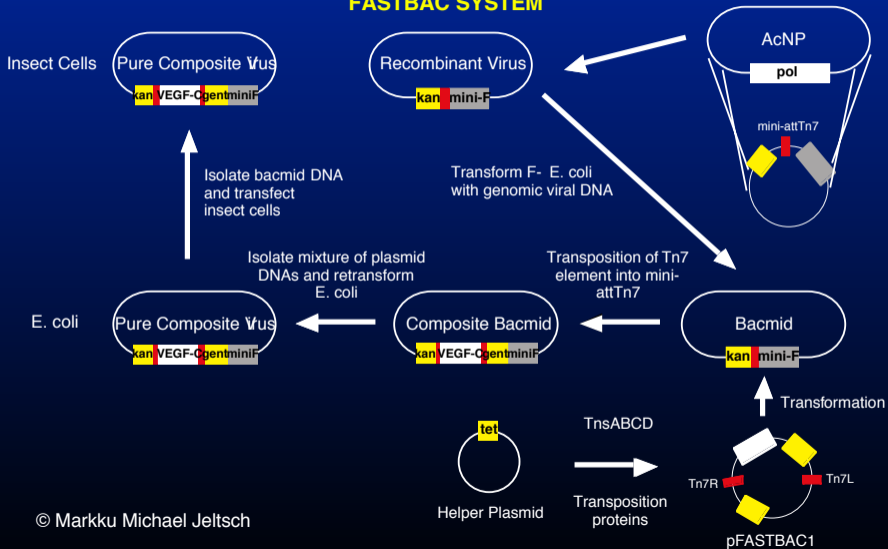 FASTBAC SYSTEM
Insect Cells
Pure Composite Virus
kan VEGF-C gent miniF
Recombinant Virus
kan mini-F
AcNP
pol
mini-attTn7
Isolate bacmid DNA
and transfect
insect cells
Transform F- E. coli
with genomic viral DNA
Isolate mixture of plasmid
DNAs and retransform
E. coli
Transposition of Tn7
element into mini-
attTn7
E. coli
Pure Composite Virus
kan VEGF-C gent miniF
Composite Bacmid
kan VEGF-C gent miniF
Bacmid
kan mini-F
Transformation
tet
Helper Plasmid
TnsABCD
Transposition
proteins
Tn7R
Tn7L
pFASTBAC1
© Markku Michael Jeltsch